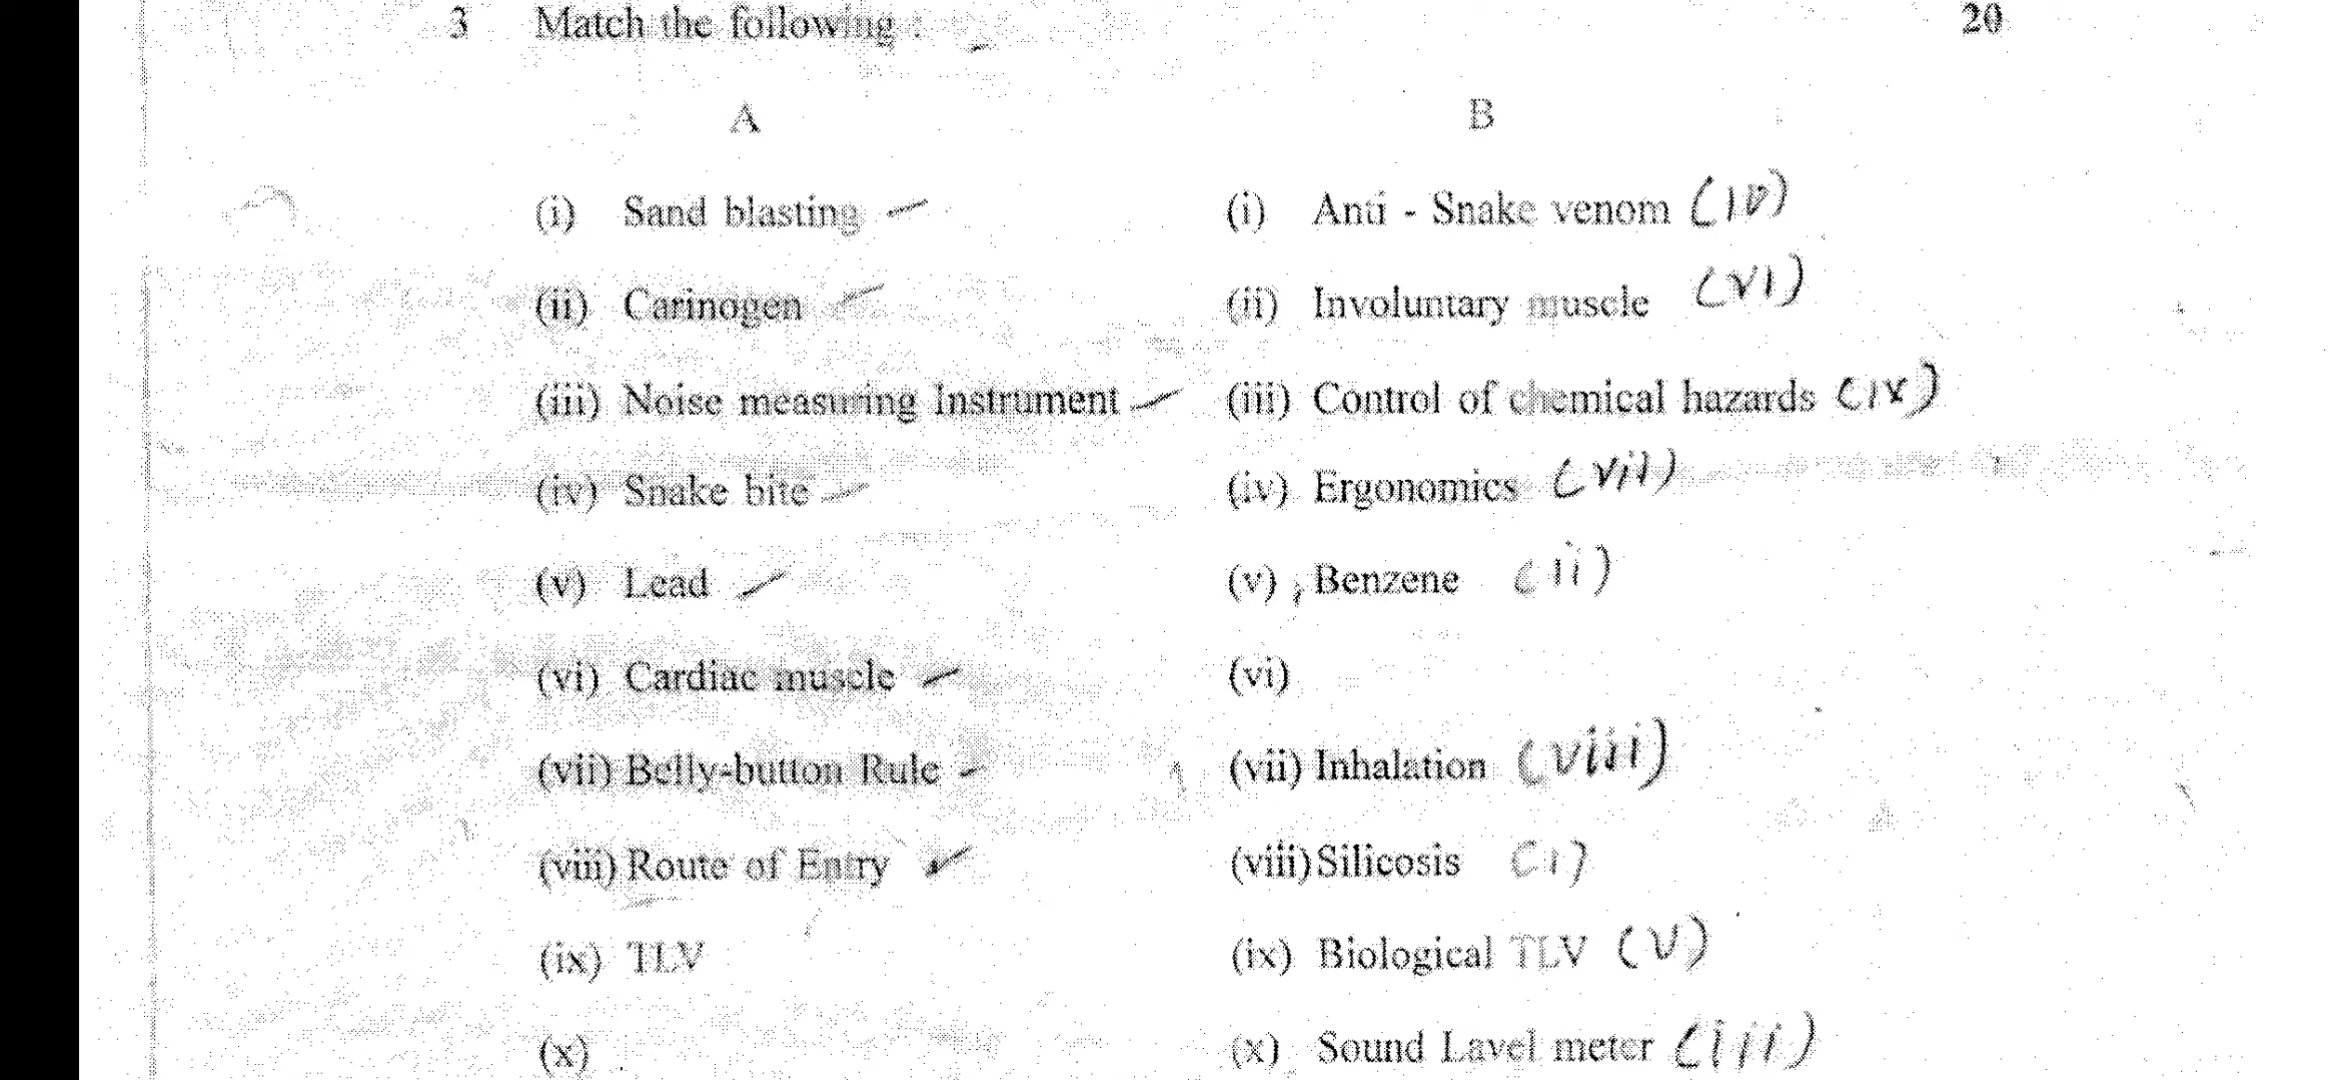 3 Match the following : 20
A B
(i) Sand blasting (i) Anti - Snake venom (iv)
(ii) Carinogen (ii) Involuntary muscle (vi)
(iii) Noise measuring Instrument (iii) Control of chemical hazards (ix)
(iv) Snake bite (iv) Ergonomics (vii)
(v) Lead (v) Benzene (ii)
(vi) Cardiac muscle (vi)
(vii) Belly-button Rule (vii) Inhalation (viii)
(viii) Route of Entry (viii) Silicosis (i)
(ix) TLV (ix) Biological TLV (v)
(x) (x) Sound Lavel meter (iii)